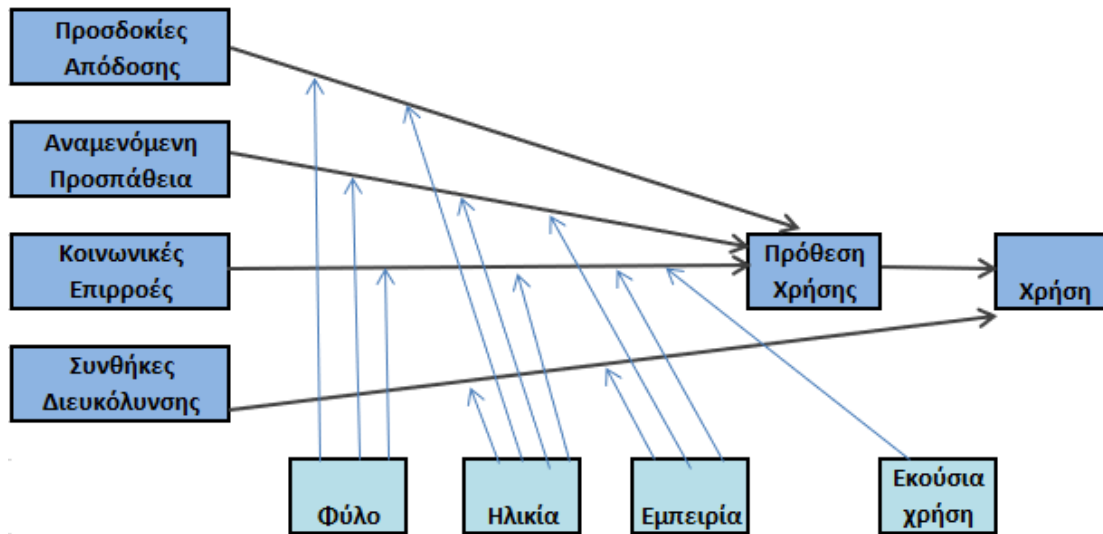 Προσδοκίες
Απόδοσης
Αναμενόμενη
Προσπάθεια
Κοινωνικές
Επιρροές
Πρόθεση
Χρήσης
Χρήση
Συνθήκες
Διευκόλυνσης
Φύλο
Ηλικία
Εμπειρία
Εκούσια
χρήση